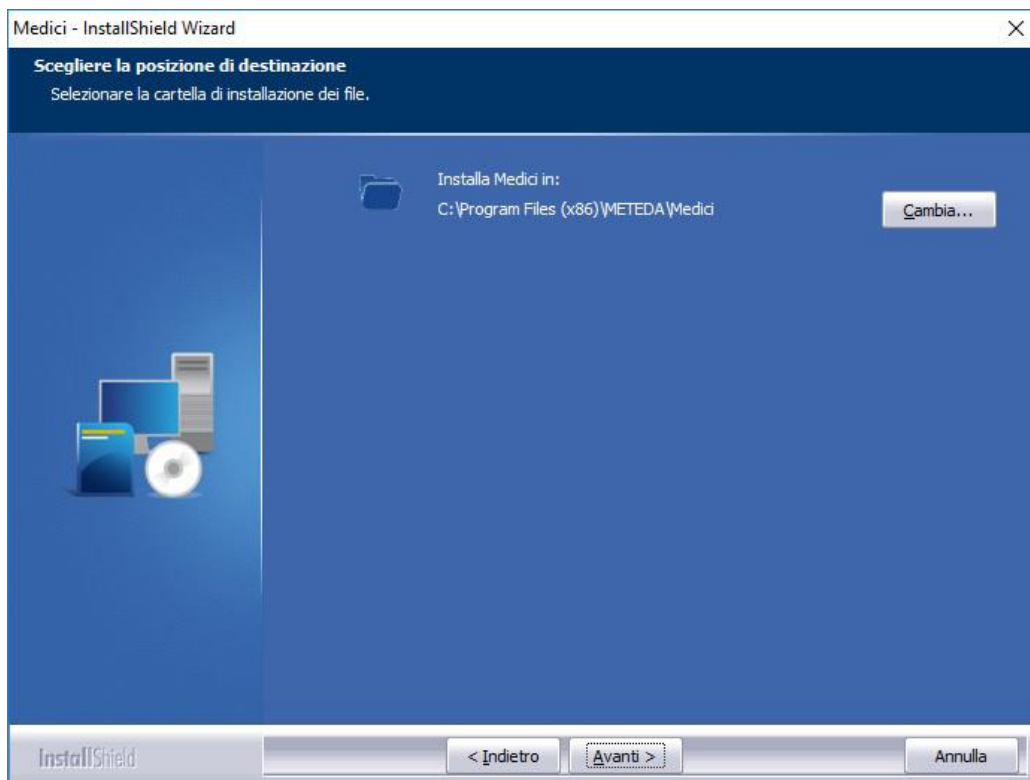 Medici - InstallShield Wizard
Scegliere la posizione di destinazione
Selezionare la cartella di installazione dei file.
Installa Medici in:
C:\Program Files (x86)\METEDA\Medici
Cambia...
InstallShield
< Indietro
Avanti >
Annulla